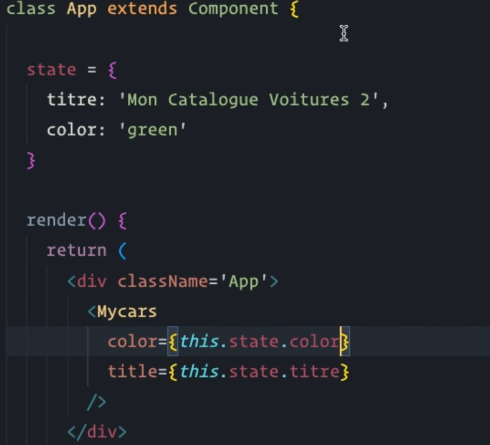 class App extends Component {
state = {
titre: 'Mon Catalogue Voitures 2',
color: 'green'
}
render() {
return (
<div className='App'>
<Mycars
color={this.state.color}
title={this.state.titre}
/>
</div>